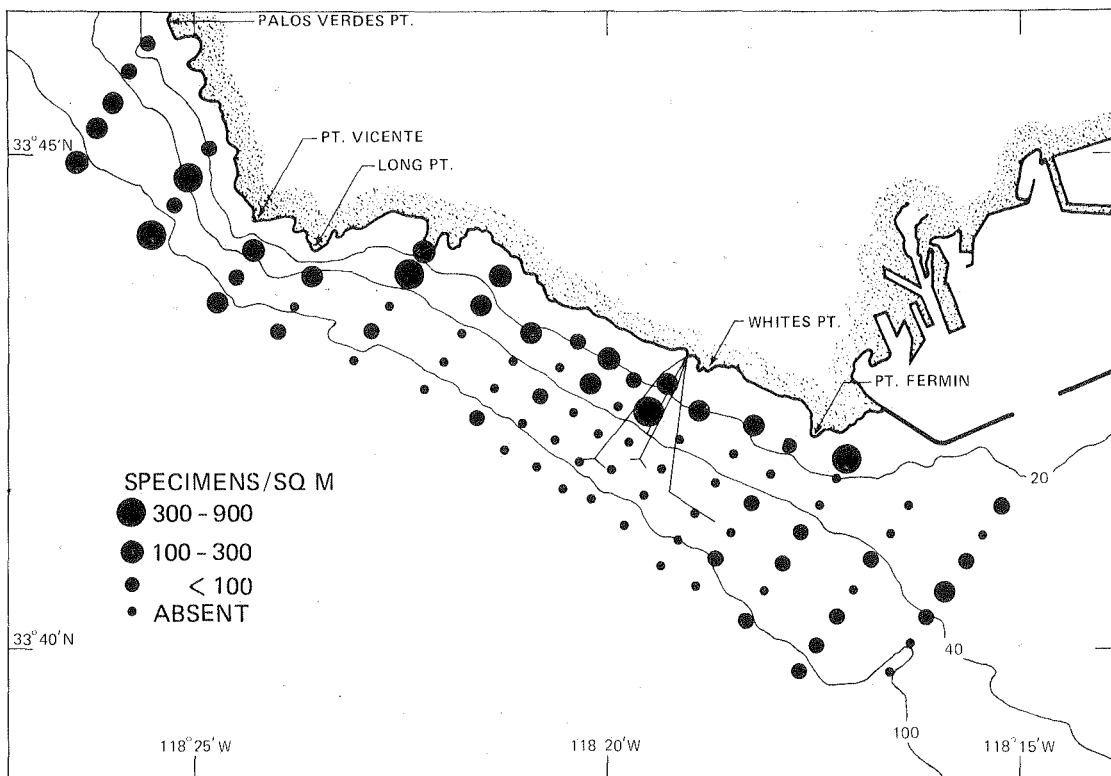 PALOS VERDES PT.
33°45'N
PT. VICENTE
LONG PT.
WHITES PT.
PT. FERMIN
20
SPECIMENS/SQ M
300-900
100-300
< 100
ABSENT
33°40'N
40
100
118°25'W
118°20'W
118°15'W